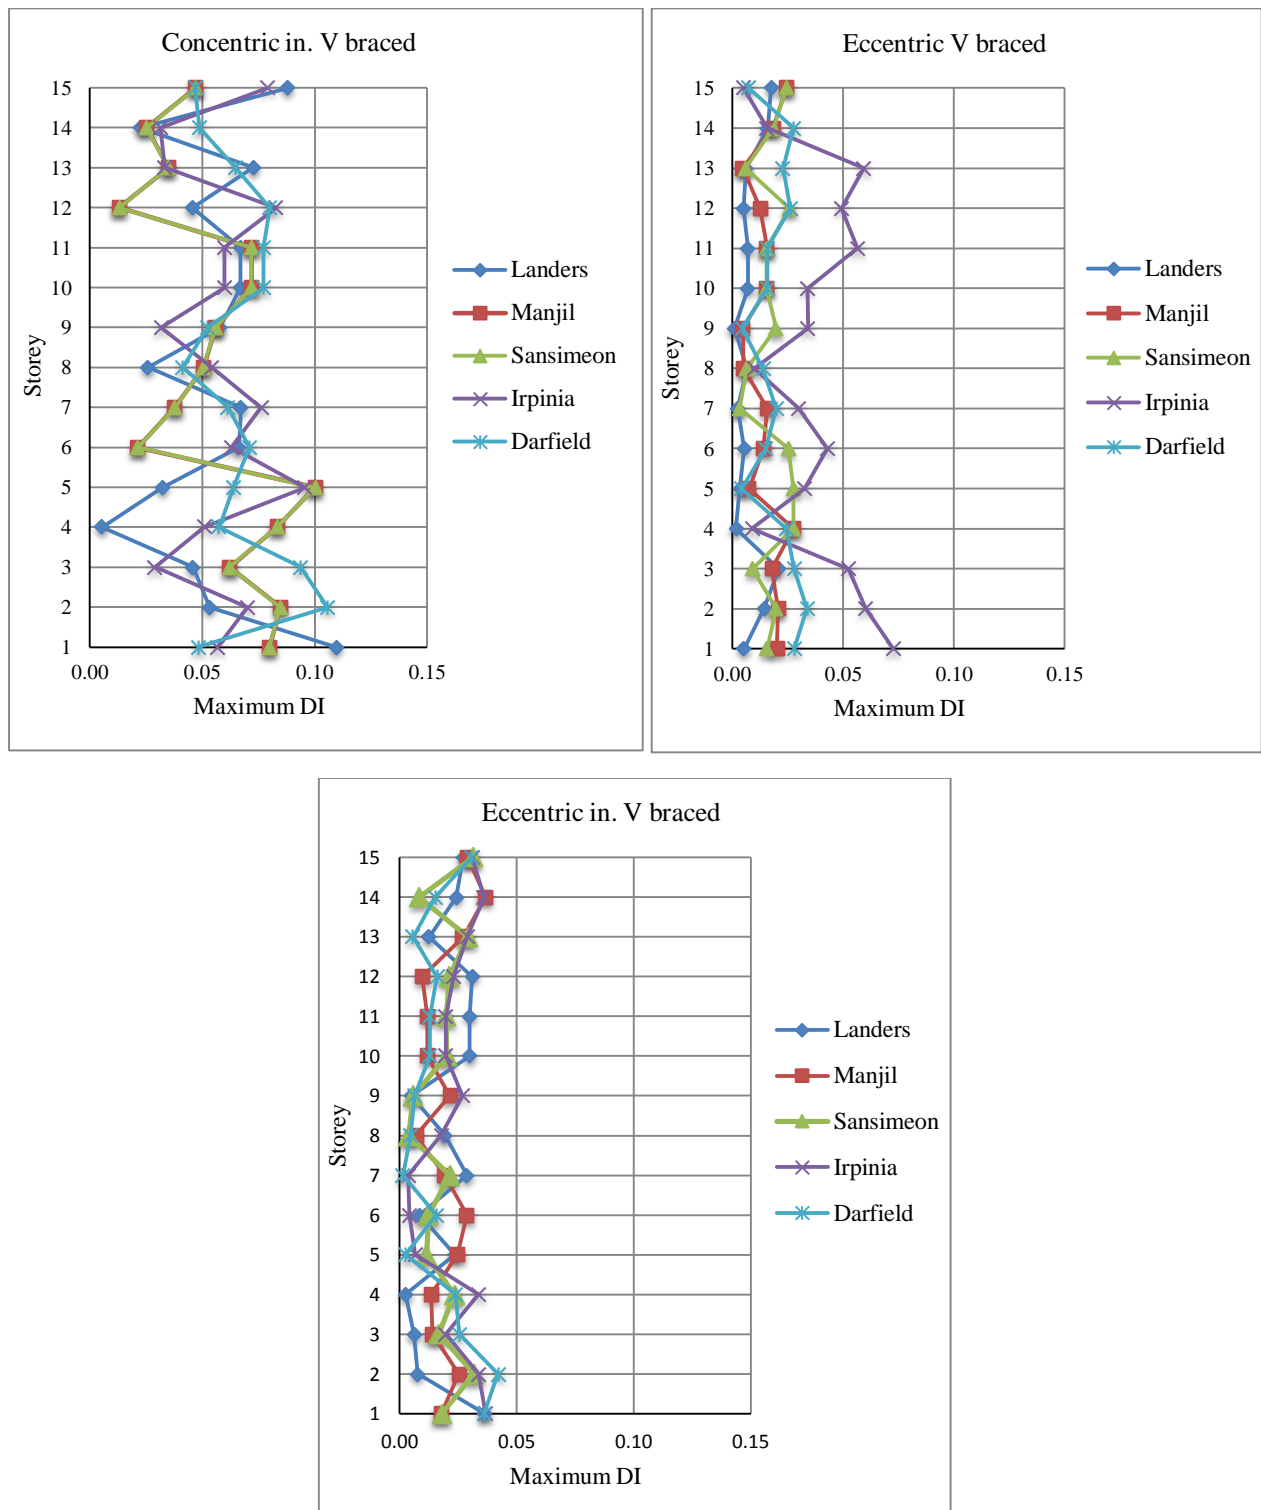 Concentric in. V braced
15
14
13
12
11
10
9
8
7
6
5
4
3
2
1
Storey
0.00 0.05 0.10 0.15
Maximum DI
Landers
Manjil
Sansimeon
Irpinia
Darfield
Eccentric V braced
15
14
13
12
11
10
9
8
7
6
5
4
3
2
1
Storey
0.00 0.05 0.10 0.15
Maximum DI
Landers
Manjil
Sansimeon
Irpinia
Darfield
Eccentric in. V braced
15
14
13
12
11
10
9
8
7
6
5
4
3
2
1
Storey
0.00 0.05 0.10 0.15
Maximum DI
Landers
Manjil
Sansimeon
Irpinia
Darfield